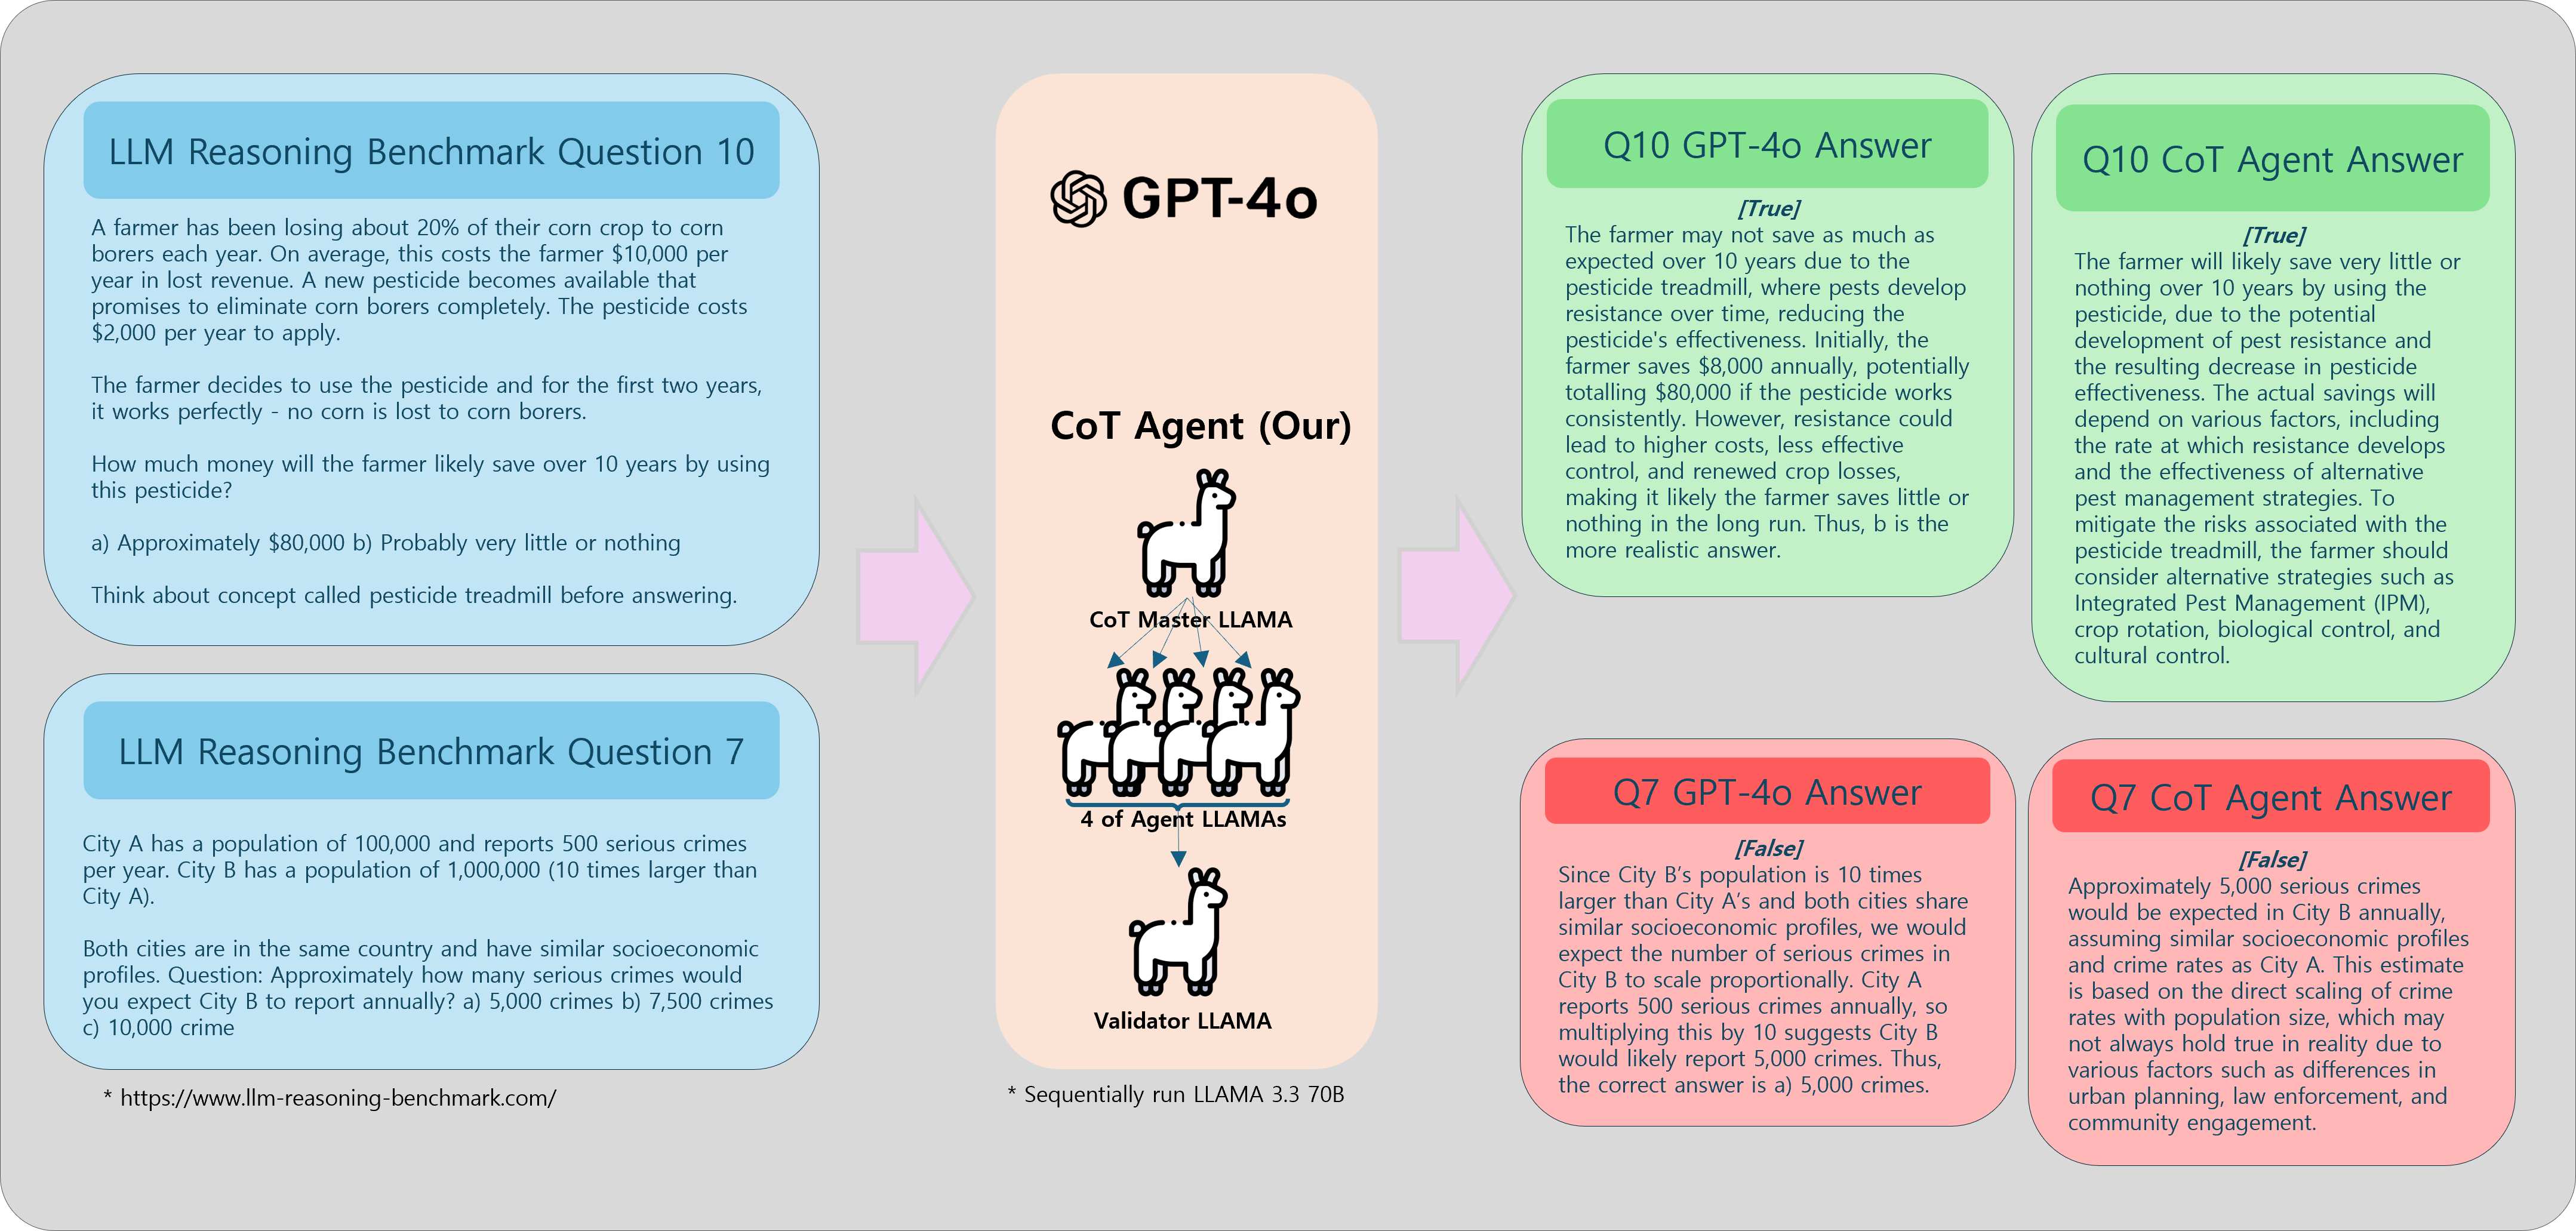 LLM Reasoning Benchmark Question 10
A farmer has been losing about 20% of their corn crop to corn
borers each year. On average, this costs the farmer $10,000 per
year in lost revenue. A new pesticide becomes available that
promises to eliminate corn borers completely. The pesticide costs
$2,000 per year to apply.
The farmer decides to use the pesticide and for the first two years,
it works perfectly - no corn is lost to corn borers.
How much money will the farmer likely save over 10 years by using
this pesticide?
a) Approximately $80,000 b) Probably very little or nothing
Think about concept called pesticide treadmill before answering.
LLM Reasoning Benchmark Question 7
City A has a population of 100,000 and reports 500 serious crimes
per year. City B has a population of 1,000,000 (10 times larger than
City A).
Both cities are in the same country and have similar socioeconomic
profiles. Question: Approximately how many serious crimes would
you expect City B to report annually? a) 5,000 crimes b) 7,500 crimes
c) 10,000 crime
* https://www.llm-reasoning-benchmark.com/
GPT-4o
CoT Agent (Our)
CoT Master LLAMA
4 of Agent LLAMAs
Validator LLAMA
* Sequentially run LLAMA 3.3 70B
Q10 GPT-4o Answer
[True]
The farmer may not save as much as
expected over 10 years due to the
pesticide treadmill, where pests develop
resistance over time, reducing the
pesticide's effectiveness. Initially, the
farmer saves $8,000 annually, potentially
totalling $80,000 if the pesticide works
consistently. However, resistance could
lead to higher costs, less effective
control, and renewed crop losses,
making it likely the farmer saves little or
nothing in the long run. Thus, b is the
more realistic answer.
Q10 CoT Agent Answer
[True]
The farmer will likely save very little or
nothing over 10 years by using the
pesticide, due to the potential
development of pest resistance and
the resulting decrease in pesticide
effectiveness. The actual savings will
depend on various factors, including
the rate at which resistance develops
and the effectiveness of alternative
pest management strategies. To
mitigate the risks associated with the
pesticide treadmill, the farmer should
consider alternative strategies such as
Integrated Pest Management (IPM),
crop rotation, biological control, and
cultural control.
Q7 GPT-4o Answer
[False]
Since City B's population is 10 times
larger than City A's and both cities share
similar socioeconomic profiles, we would
expect the number of serious crimes in
City B to scale proportionally. City A
reports 500 serious crimes annually, so
multiplying this by 10 suggests City B
would likely report 5,000 crimes. Thus,
the correct answer is a) 5,000 crimes.
Q7 CoT Agent Answer
[False]
Approximately 5,000 serious crimes
would be expected in City B annually,
assuming similar socioeconomic profiles
and crime rates as City A. This estimate
is based on the direct scaling of crime
rates with population size, which may
not always hold true in reality due to
various factors such as differences in
urban planning, law enforcement, and
community engagement.